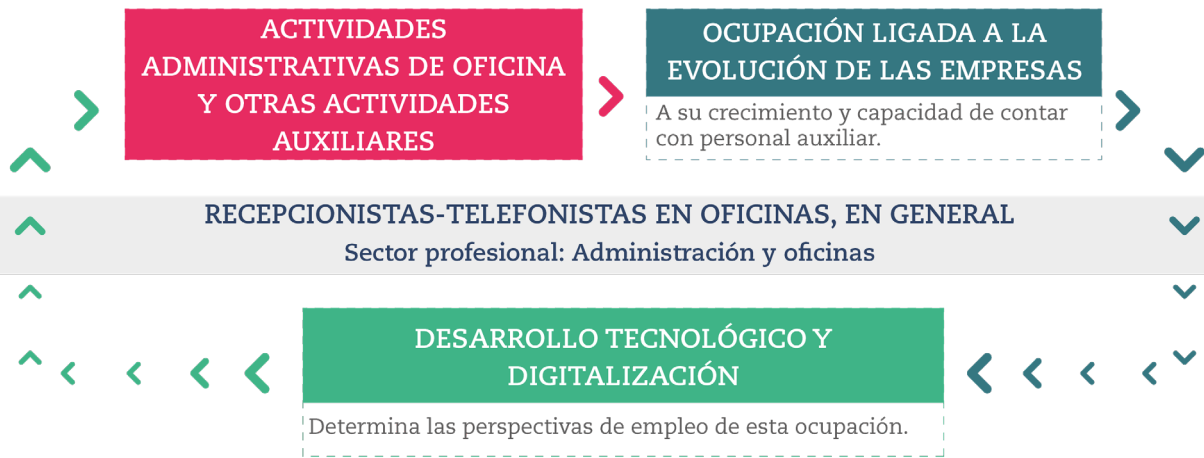 ACTIVIDADES
ADMINISTRATIVAS DE OFICINA
Y OTRAS ACTIVIDADES
AUXILIARES
OCUPACIÓN LIGADA A LA
EVOLUCIÓN DE LAS EMPRESAS
A su crecimiento y capacidad de contar
con personal auxiliar.
RECEPCIONISTAS-TELEFONISTAS EN OFICINAS, EN GENERAL
Sector profesional: Administración y oficinas
DESARROLLO TECNOLÓGICO Y
DIGITALIZACIÓN
Determina las perspectivas de empleo de esta ocupación.